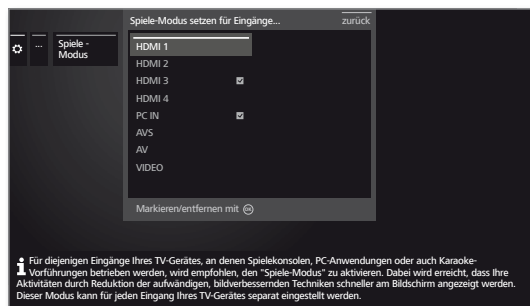 Spiele-Modus setzen für Eingänge... zurück
... Spiele -
Modus
HDMI 1
HDMI 2
HDMI 3
HDMI 4
PC IN
AVS
AV
VIDEO
Markieren/entfernen mit OK
Für diejenigen Eingänge Ihres TV-Gerätes, an denen Spielekonsolen, PC-Anwendungen oder auch Karaoke-
Vorführungen betrieben werden, wird empfohlen, den "Spiele-Modus" zu aktivieren. Dabei wird erreicht, dass Ihre
Aktivitäten durch Reduktion der aufwändigen, bildverbessernden Techniken schneller am Bildschirm angezeigt werden.
Dieser Modus kann für jeden Eingang Ihres TV-Gerätes separat eingestellt werden.